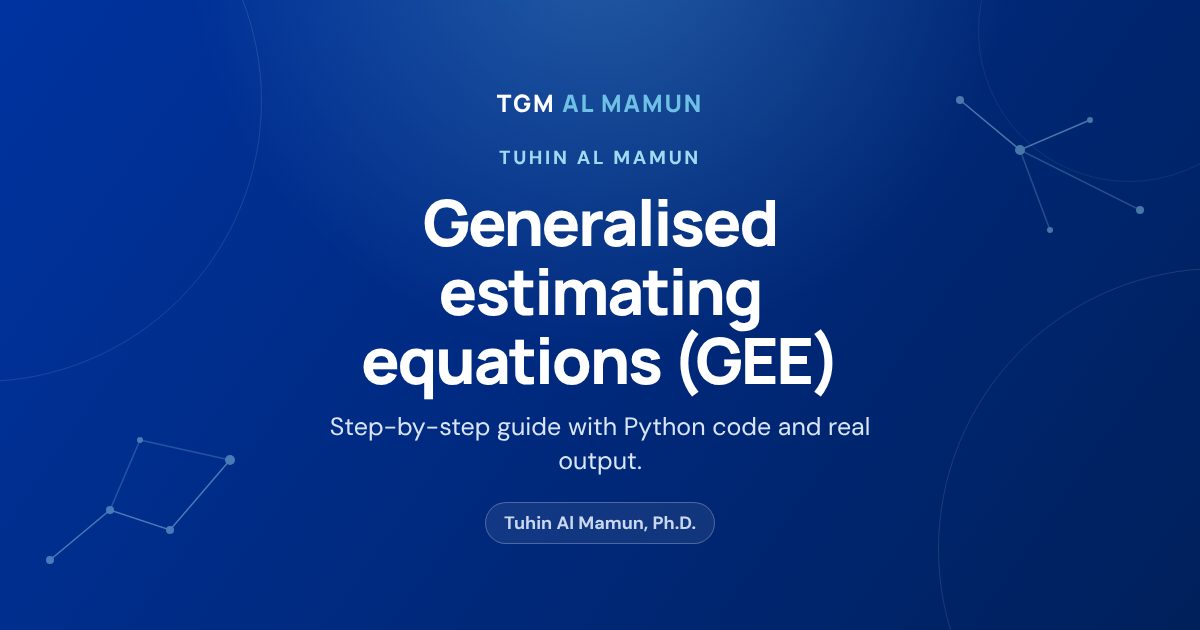 TGM AL MAMUN
TUHIN AL MAMUN
Generalised
estimating
equations (GEE)
Step-by-step guide with Python code and real
output.
Tuhin Al Mamun, Ph.D.